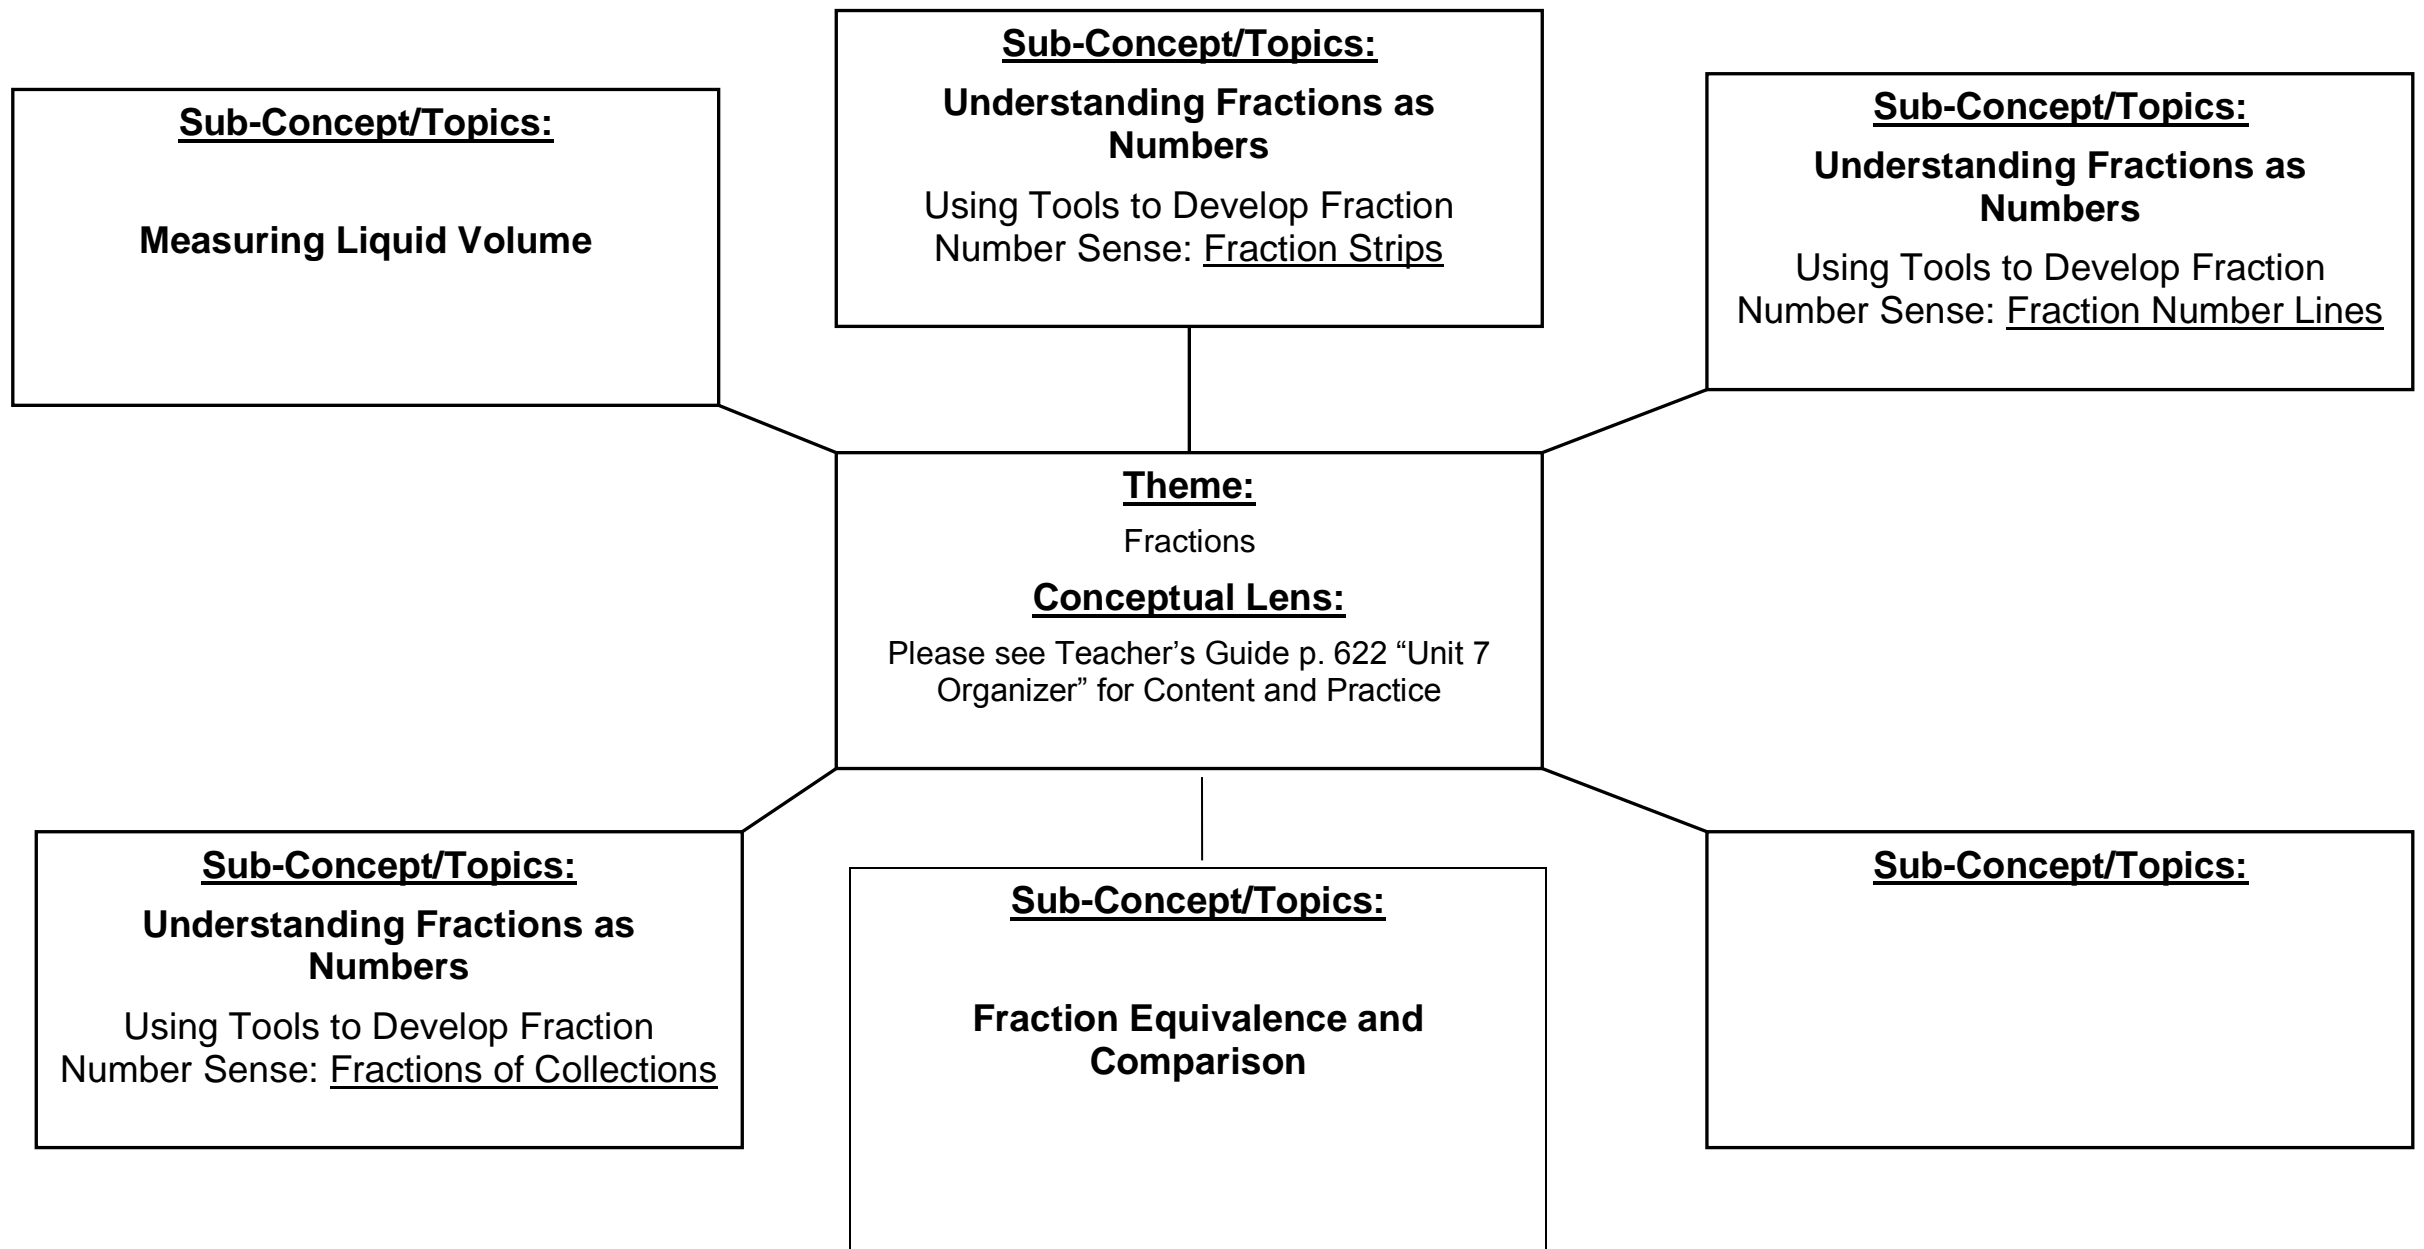 Sub-Concept/Topics:
Measuring Liquid Volume
Sub-Concept/Topics:
Understanding Fractions as
Numbers
Using Tools to Develop Fraction
Number Sense: Fraction Strips
Sub-Concept/Topics:
Understanding Fractions as
Numbers
Using Tools to Develop Fraction
Number Sense: Fraction Number Lines
Theme:
Fractions
Conceptual Lens:
Please see Teacher’s Guide p. 622 “Unit 7
Organizer” for Content and Practice
Sub-Concept/Topics:
Understanding Fractions as
Numbers
Using Tools to Develop Fraction
Number Sense: Fractions of Collections
Sub-Concept/Topics:
Fraction Equivalence and
Comparison
Sub-Concept/Topics: